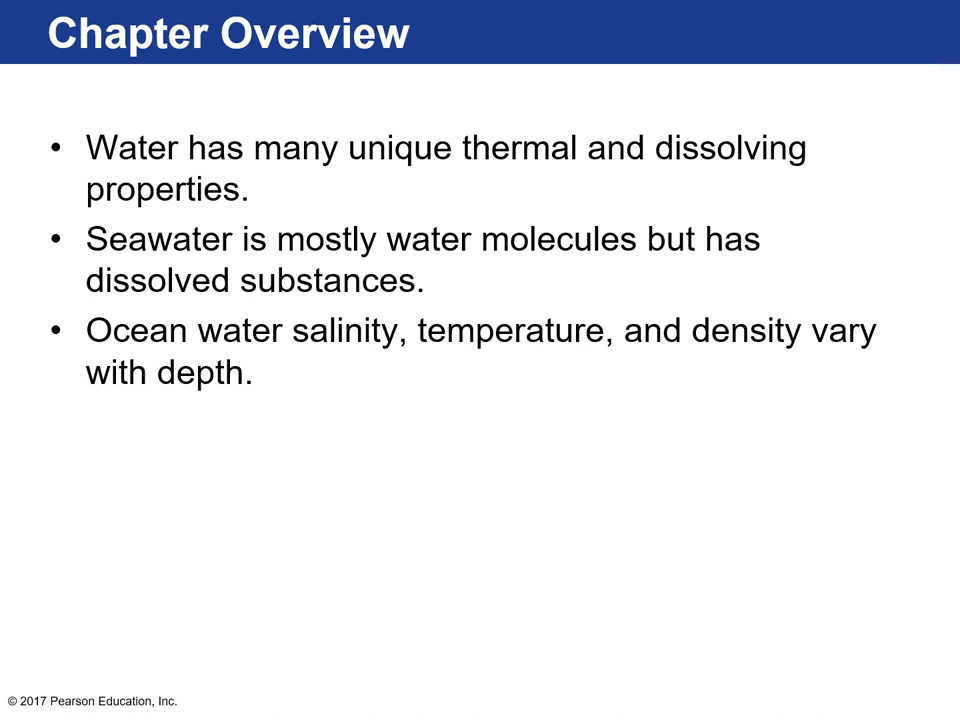 Chapter Overview
• Water has many unique thermal and dissolving
properties.
• Seawater is mostly water molecules but has
dissolved substances.
• Ocean water salinity, temperature, and density vary
with depth.
© 2017 Pearson Education, Inc.